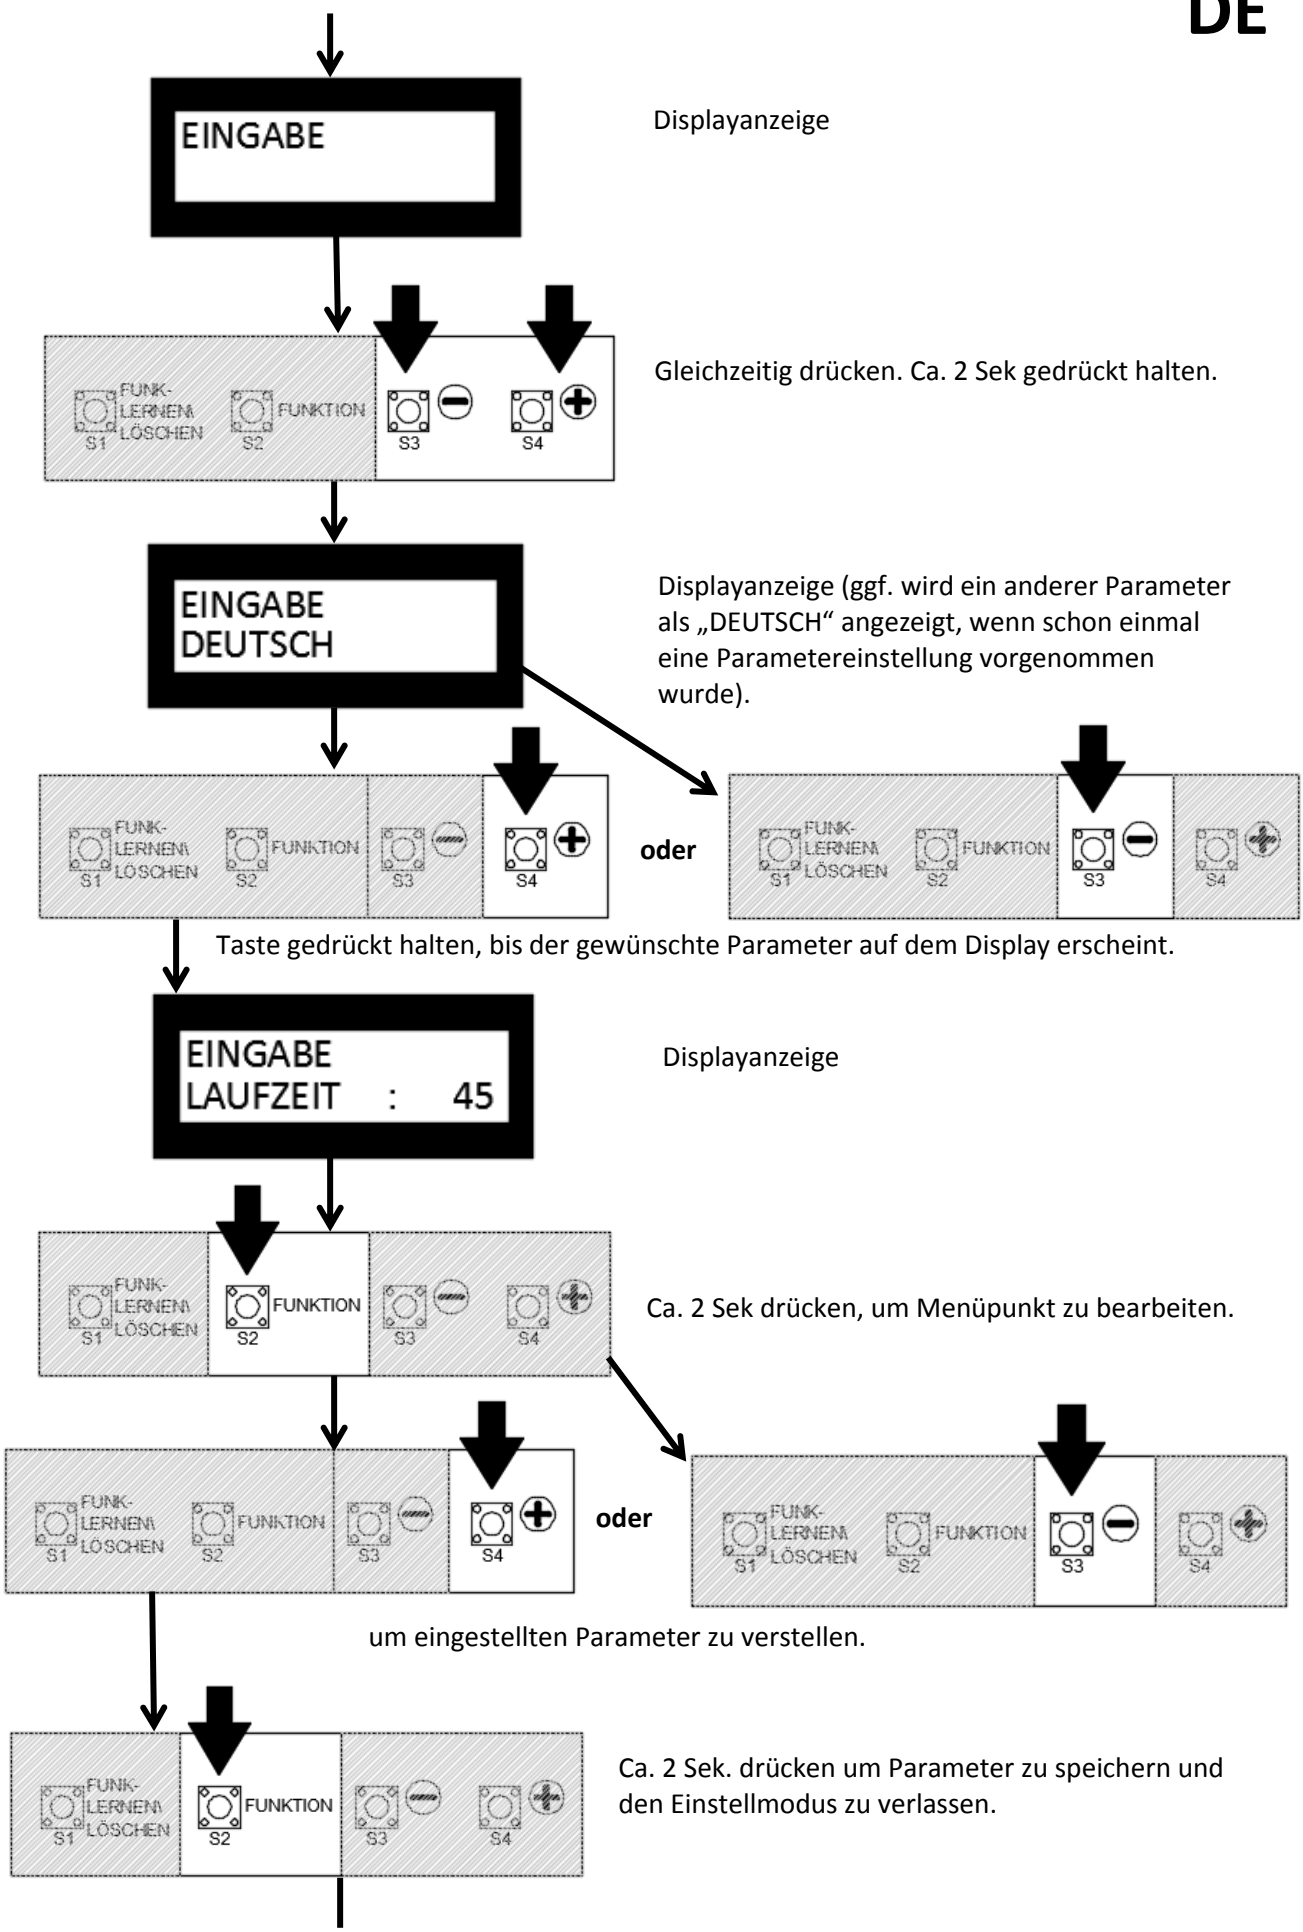 DE
EINGABE
Displayanzeige
Gleichzeitig drücken. Ca. 2 Sek gedrückt halten.
FUNK-
LERNEN\
LÖSCHEN
S1
FUNKTION
S2
S3
S4
EINGABE
DEUTSCH
Displayanzeige (ggf. wird ein anderer Parameter
als „DEUTSCH“ angezeigt, wenn schon einmal
eine Parametereinstellung vorgenommen
wurde).
FUNK-
LERNEN\
LÖSCHEN
S1
FUNKTION
S2
S3
S4
oder
FUNK-
LERNEN\
LÖSCHEN
S1
FUNKTION
S2
S3
S4
Taste gedrückt halten, bis der gewünschte Parameter auf dem Display erscheint.
EINGABE
LAUFZEIT : 45
Displayanzeige
FUNK-
LERNEN\
LÖSCHEN
S1
FUNKTION
S2
S3
S4
Ca. 2 Sek drücken, um Menüpunkt zu bearbeiten.
FUNK-
LERNEN\
LÖSCHEN
S1
FUNKTION
S2
S3
S4
oder
FUNK-
LERNEN\
LÖSCHEN
S1
FUNKTION
S2
S3
S4
um eingestellten Parameter zu verstellen.
FUNK-
LERNEN\
LÖSCHEN
S1
FUNKTION
S2
S3
S4
Ca. 2 Sek. drücken um Parameter zu speichern und
den Einstellmodus zu verlassen.